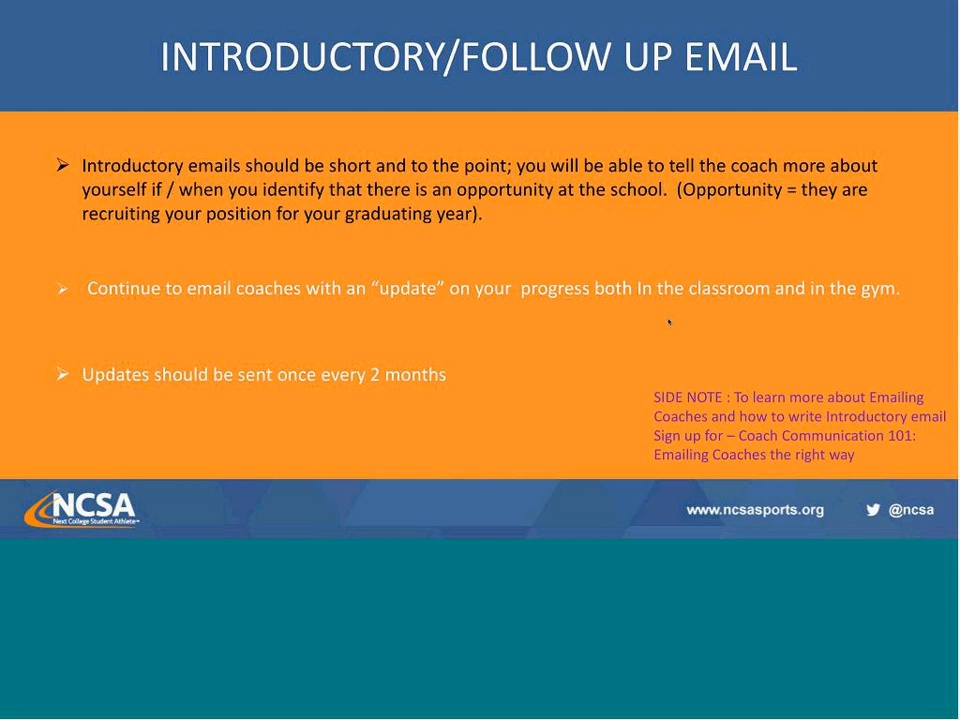 INTRODUCTORY/FOLLOW UP EMAIL
Introductory emails should be short and to the point; you will be able to tell the coach more about
yourself if / when you identify that there is an opportunity at the school.  (Opportunity = they are
recruiting your position for your graduating year).
Continue to email coaches with an “update” on your  progress both In the classroom and in the gym.
Updates should be sent once every 2 months
SIDE NOTE : To learn more about Emailing
Coaches and how to write Introductory email
Sign up for – Coach Communication 101:
Emailing Coaches the right way
NCSA
Next College Student Athlete™
www.ncsasports.org
@ncsa